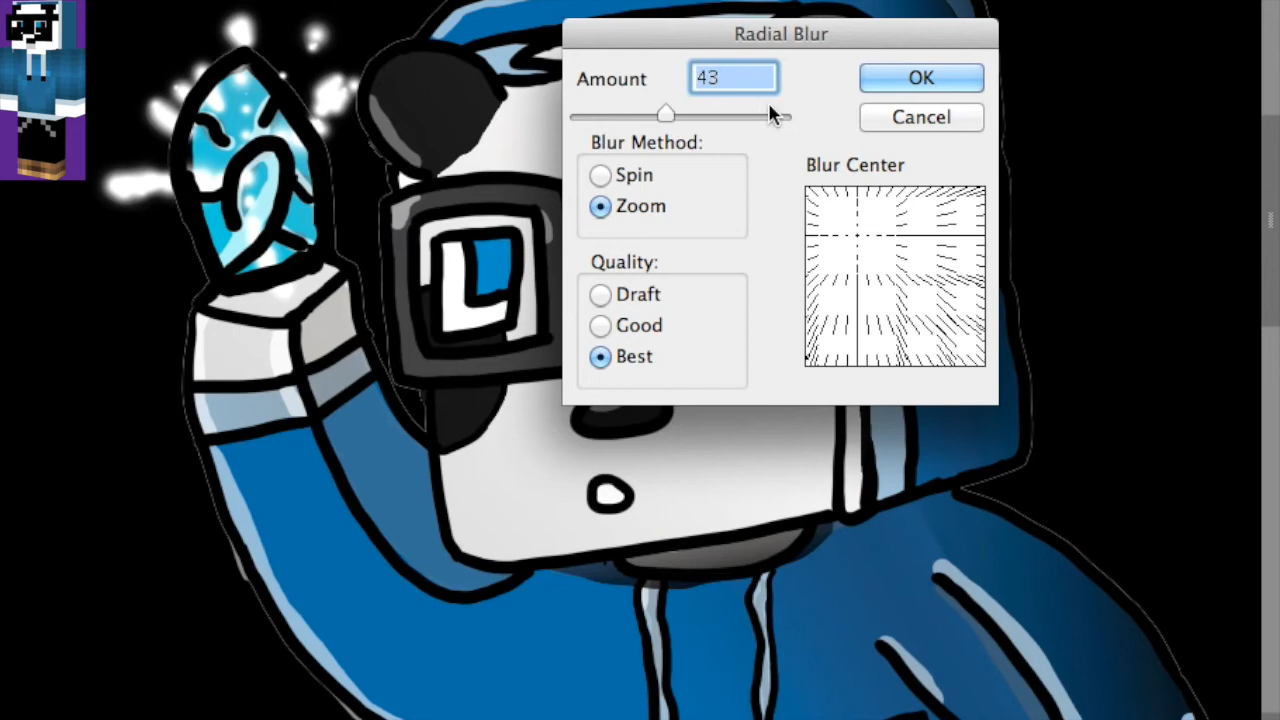 Radial Blur
Amount 43 OK
Cancel
Blur Method:
Spin
Zoom
Blur Center
Quality:
Draft
Good
Best